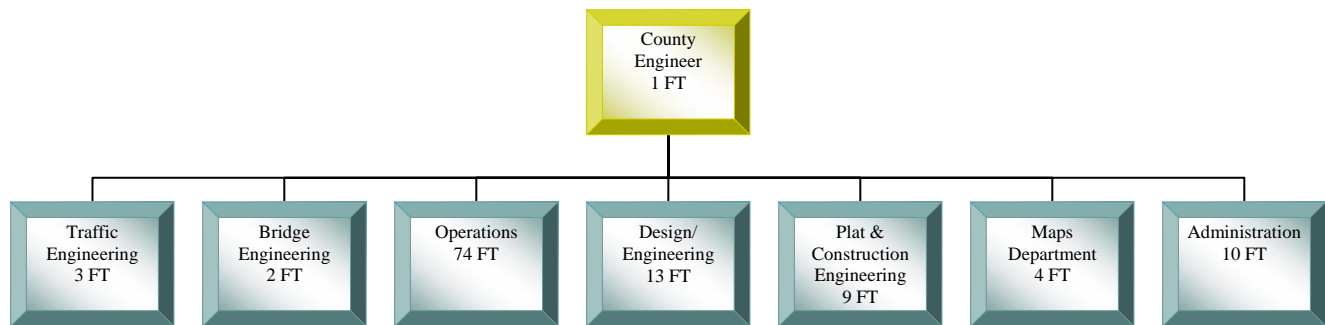 County
Engineer
1 FT
Traffic
Engineering
3 FT
Bridge
Engineering
2 FT
Operations
74 FT
Design/
Engineering
13 FT
Plat &
Construction
Engineering
9 FT
Maps
Department
4 FT
Administration
10 FT